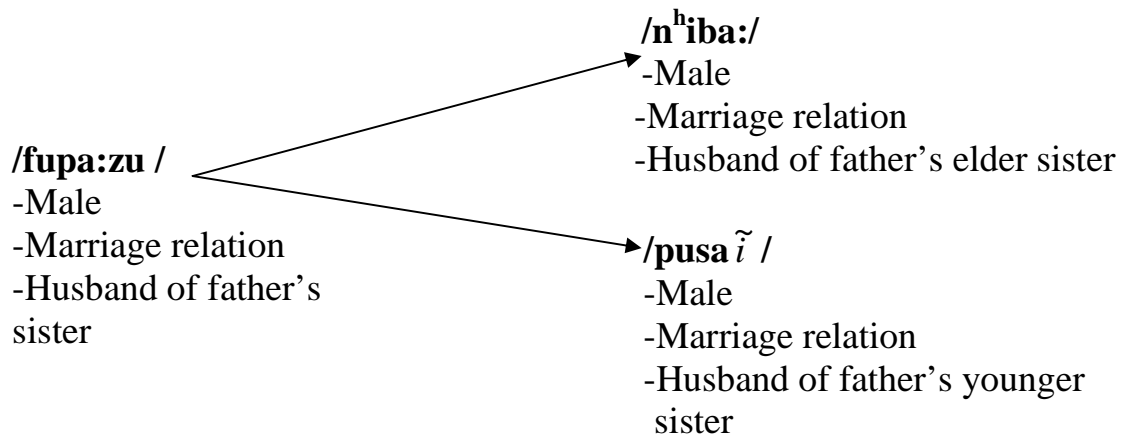 /fupa:zu /
-Male
-Marriage relation
-Husband of father’s
sister
/nʰiba:/
-Male
-Marriage relation
-Husband of father’s elder sister
/pusa ĩ /
-Male
-Marriage relation
-Husband of father’s younger
sister